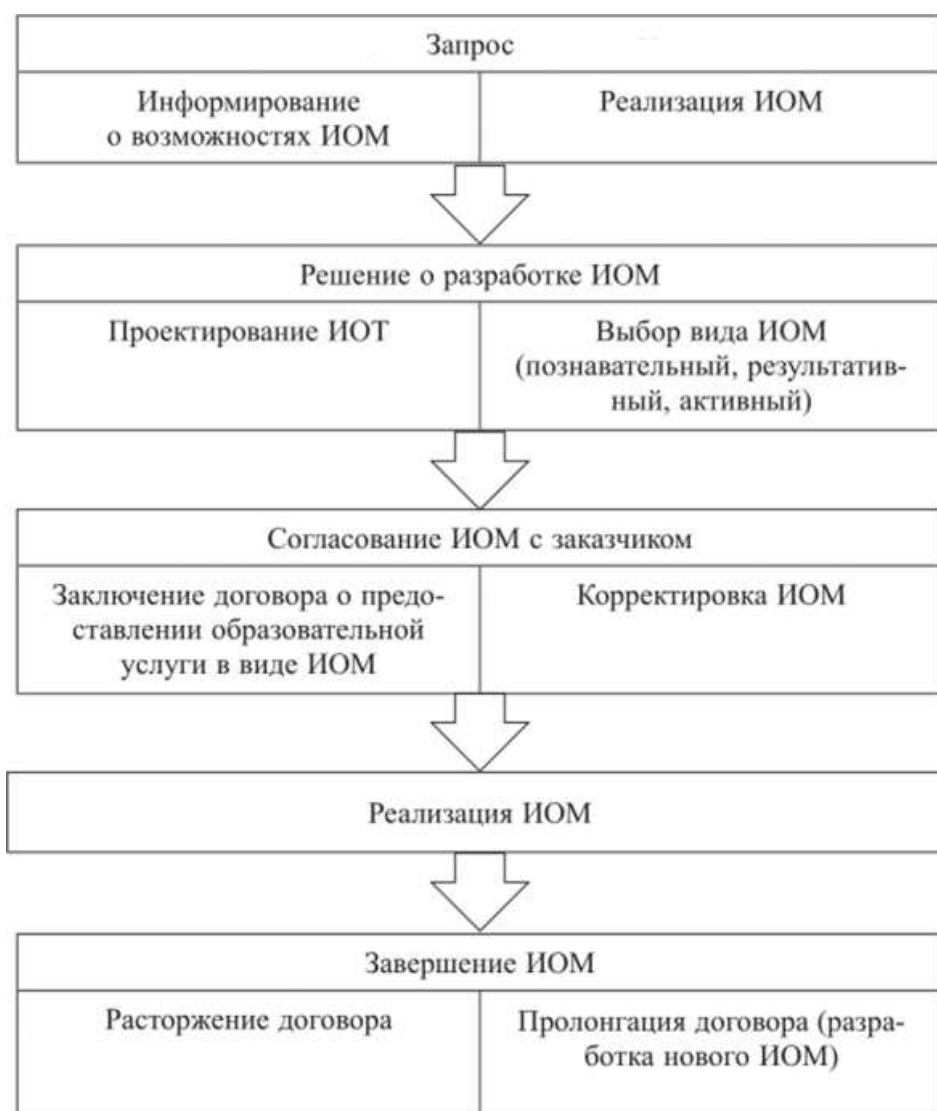 Запрос
Информирование
о возможностях ИОМ
Реализация ИОМ
Решение о разработке ИОМ
Проектирование ИОТ
Выбор вида ИОМ
(познавательный, результатив-
ный, активный)
Согласование ИОМ с заказчиком
Заключение договора о предо-
ставлении образовательной
услуги в виде ИОМ
Корректировка ИОМ
Реализация ИОМ
Завершение ИОМ
Расторжение договора
Пролонгация договора (разра-
ботка нового ИОМ)